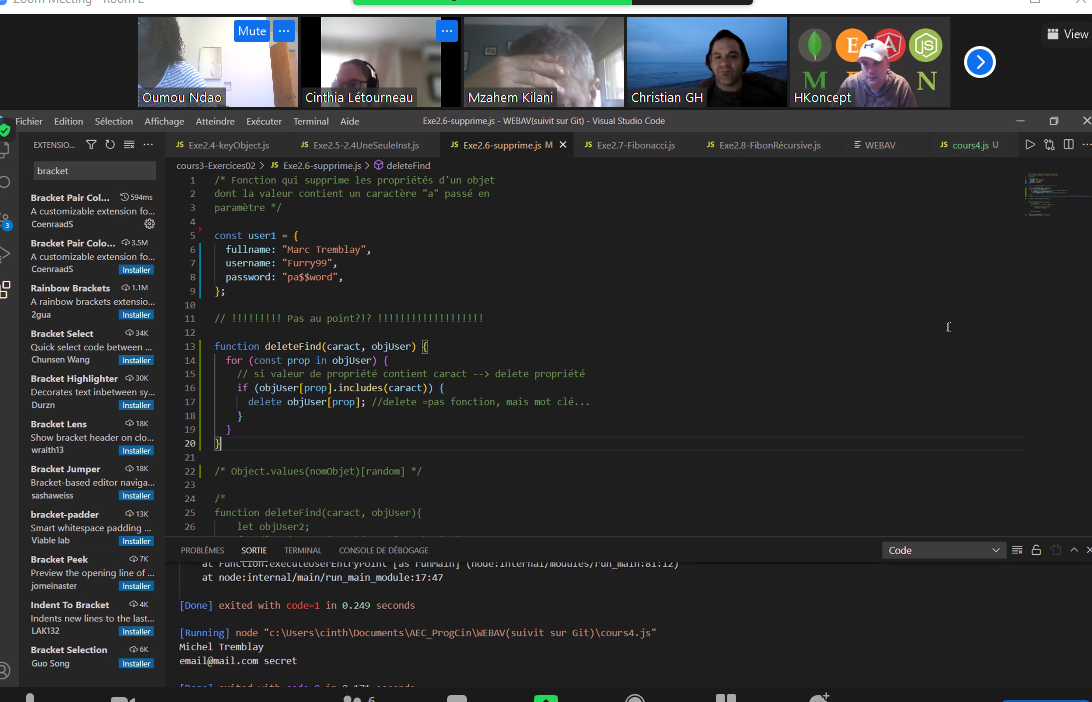 Zoom Meeting - Room 2
View
Mute
Oumou Ndao
Cinthia Létourneau
Mzahem Kilani
Christian GH
HKoncept
M
N
Fichier Edition Sélection Affichage Atteindre Exécuter Terminal Aide
Exe2.6-supprime.js - WEBAV(suivit sur Git) - Visual Studio Code
EXTENSIO...
JS Exe2.4-keyObject.js
JS Exe2.5-2.4UneSeuleInst.js
JS Exe2.6-supprime.js M
JS Exe2.7-Fibonacci.js
JS Exe2.8-FibonRécursive.js
WEBAV
JS cours4.js U
bracket
cours3-Exercices02 > JS Exe2.6-supprime.js > deleteFind
Bracket Pair Col... 594ms
A customizable extension fo...
CoenraadS
Bracket Pair Colo... 3.5M
A customizable extension fo...
CoenraadS Installer
Rainbow Brackets 1.1M
A rainbow brackets extensio...
2gua Installer
Bracket Select 34K
Quick select code between ...
Chunsen Wang Installer
Bracket Highlighter 30K
Decorates text inbetween sy...
Durzn Installer
Bracket Lens 18K
Show bracket header on clo...
wraith13 Installer
Bracket Jumper 18K
Bracket-based editor naviga...
sashaweiss Installer
bracket-padder 13K
Smart whitespace padding ...
Viable lab Installer
Bracket Peek 7K
Preview the opening line of ...
jomeinaster Installer
Indent To Bracket 4K
Indents new lines to the last...
LAK132 Installer
Bracket Selection 6K
Guo Song Installer
1 /* Fonction qui supprime les propriétés d'un objet
2 dont la valeur contient un caractère "a" passé en
3 paramètre */
4
5 const user1 = {
6 fullname: "Marc Tremblay",
7 username: "Furry99",
8 password: "pa$$word",
9 };
10
11 // !!!!!!!!! Pas au point?!? !!!!!!!!!!!!!!!!!!!
12
13 function deleteFind(caract, objUser) {
14 for (const prop in objUser) {
15 // si valeur de propriété contient caract --> delete propriété
16 if (objUser[prop].includes(caract)) {
17 delete objUser[prop]; //delete =pas fonction, mais mot clé...
18 }
19 }
20 }
21
22 /* Object.values(nomObjet)[random] */
23
24 /*
25 function deleteFind(caract, objUser){
26 let objUser2;
PROBLÈMES SORTIE TERMINAL CONSOLE DE DÉBOGAGE
Code
at Function.executeUserEntryPoint [as runMain] (node:internal/modules/run_main:81:12)
at node:internal/main/run_main_module:17:47
[Done] exited with code=1 in 0.249 seconds
[Running] node "c:\Users\cinth\Documents\AEC_ProgCin\WEBAV(suivit sur Git)\cours4.js"
Michel Tremblay
email@mail.com secret
[Done] exited with code=0 in 0.171 seconds
6